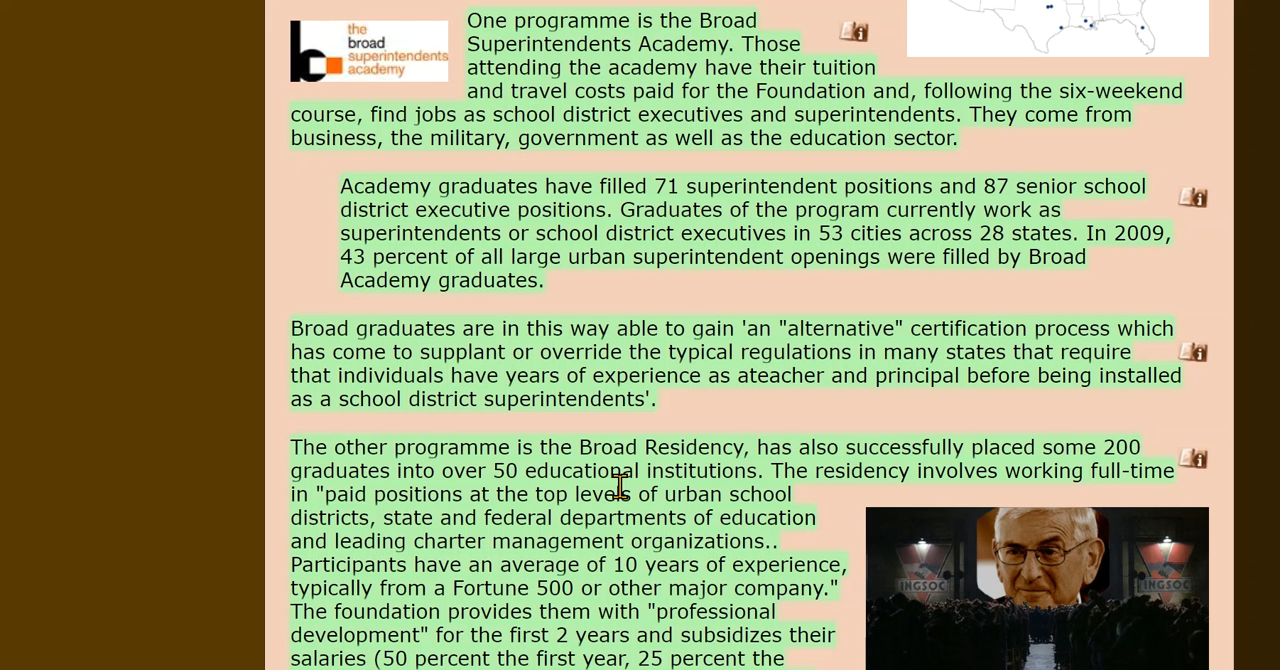 the
broad
superintendents
academy
One programme is the Broad
Superintendents Academy. Those
attending the academy have their tuition
and travel costs paid for the Foundation and, following the six-weekend
course, find jobs as school district executives and superintendents. They come from
business, the military, government as well as the education sector.
Academy graduates have filled 71 superintendent positions and 87 senior school
district executive positions. Graduates of the program currently work as
superintendents or school district executives in 53 cities across 28 states. In 2009,
43 percent of all large urban superintendent openings were filled by Broad
Academy graduates.
Broad graduates are in this way able to gain 'an "alternative" certification process which
has come to supplant or override the typical regulations in many states that require
that individuals have years of experience as ateacher and principal before being installed
as a school district superintendents'.
The other programme is the Broad Residency, has also successfully placed some 200
graduates into over 50 educational institutions. The residency involves working full-time
in "paid positions at the top levels of urban school
districts, state and federal departments of education
and leading charter management organizations..
Participants have an average of 10 years of experience,
typically from a Fortune 500 or other major company."
The foundation provides them with "professional
development" for the first 2 years and subsidizes their
salaries (50 percent the first year, 25 percent the
INGSOC
INGSOC